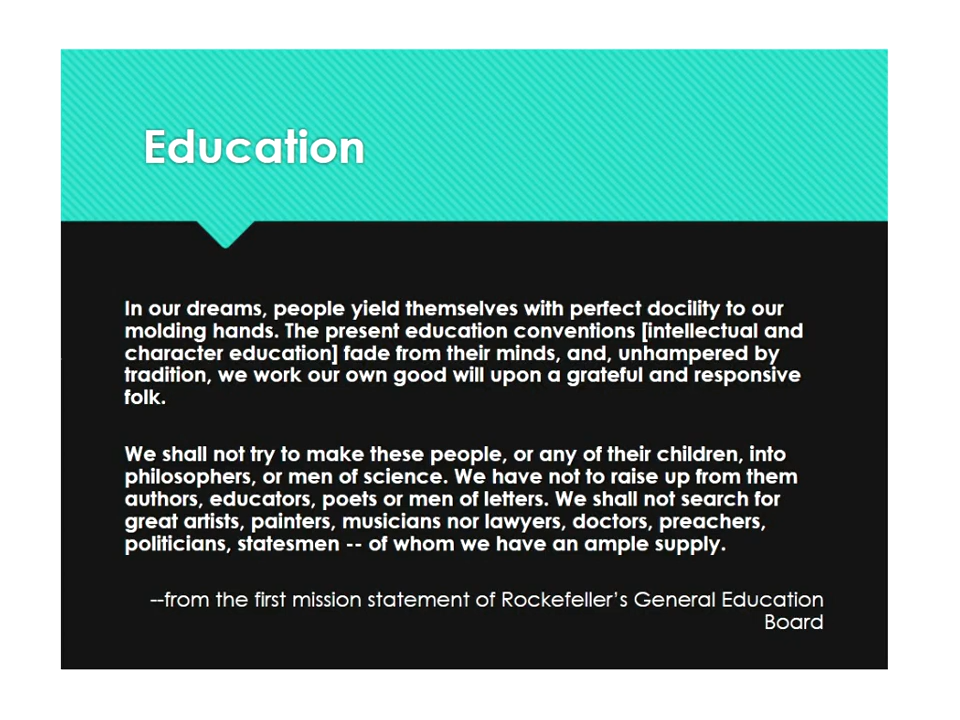 Education
In our dreams, people yield themselves with perfect docility to our
molding hands. The present education conventions [intellectual and
character education] fade from their minds, and, unhampered by
tradition, we work our own good will upon a grateful and responsive
folk.
We shall not try to make these people, or any of their children, into
philosophers, or men of science. We have not to raise up from them
authors, educators, poets or men of letters. We shall not search for
great artists, painters, musicians nor lawyers, doctors, preachers,
politicians, statesmen -- of whom we have an ample supply.
--from the first mission statement of Rockefeller's General Education
Board